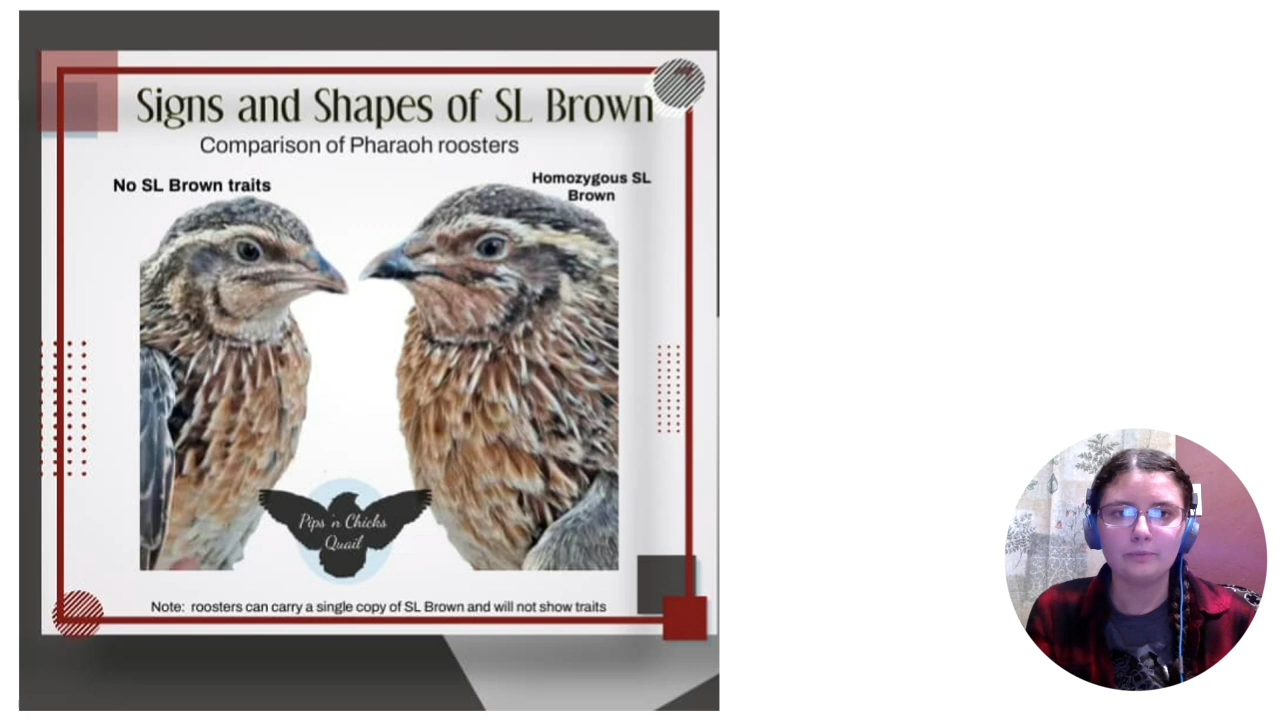 Signs and Shapes of SL Brown
Comparison of Pharaoh roosters
No SL Brown traits
Homozygous SL
Brown
Pips 'n Chicks
Quail
Note: roosters can carry a single copy of SL Brown and will not show traits